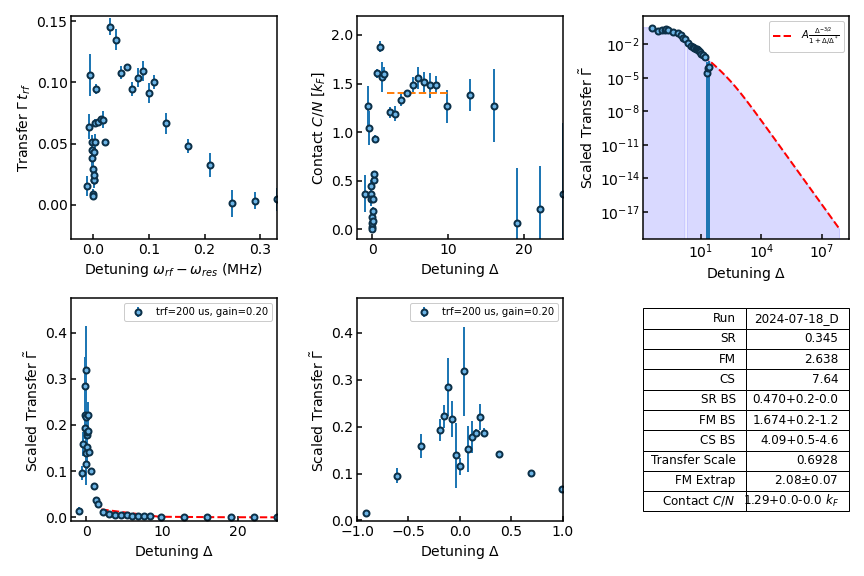 0.15
0.10
0.05
0.00
Transfer Γ t_rf
0.0 0.1 0.2 0.3
Detuning ω_rf − ω_res (MHz)
2.0
1.5
1.0
0.5
0.0
Contact C/N [k_F]
0 10 20
Detuning Δ
10^−2
10^−5
10^−8
10^−11
10^−14
10^−17
Scaled Transfer Γ̃
10^1 10^4 10^7
Detuning Δ
0.4
0.3
0.2
0.1
0.0
Scaled Transfer Γ̃
trf=200 us, gain=0.20
0 10 20
Detuning Δ
0.4
0.3
0.2
0.1
0.0
Scaled Transfer Γ̃
trf=200 us, gain=0.20
−1.0 −0.5 0.0 0.5 1.0
Detuning Δ
Run 2024-07-18_D
SR 0.345
FM 2.638
CS 7.64
SR BS 0.470+0.2-0.0
FM BS 1.674+0.2-1.2
CS BS 4.09+0.5-4.6
Transfer Scale 0.6928
FM Extrap 2.08±0.07
Contact C/N 1.29+0.0-0.0 k_F